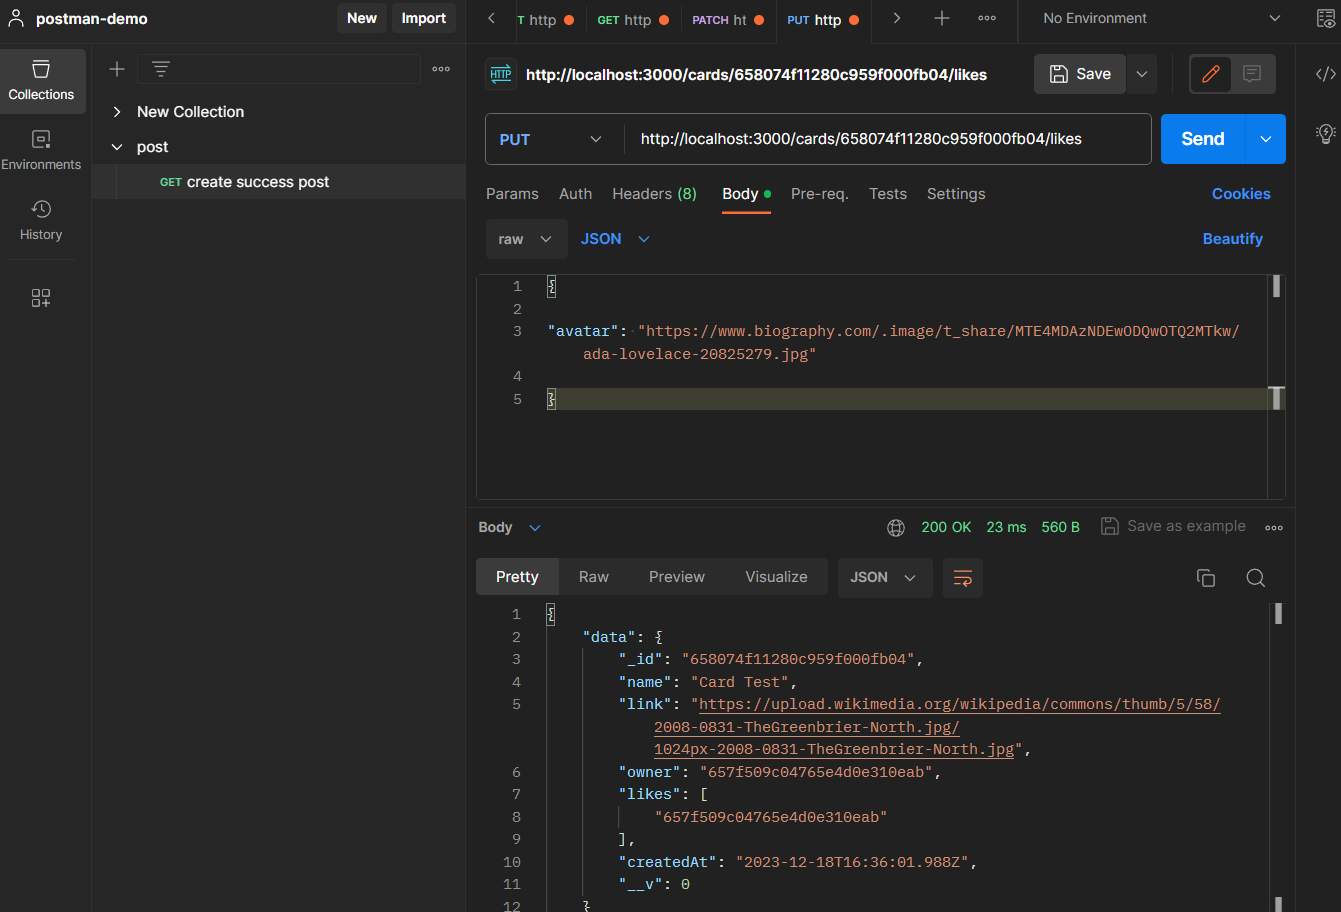 postman-demo
New
Import
T http
GET http
PATCH ht
PUT http
No Environment
Collections
Environments
History
New Collection
post
GET create success post
HTTP
http://localhost:3000/cards/658074f11280c959f000fb04/likes
Save
PUT
http://localhost:3000/cards/658074f11280c959f000fb04/likes
Send
Params
Auth
Headers (8)
Body
Pre-req.
Tests
Settings
Cookies
raw
JSON
Beautify
1 {
2
3 "avatar": "https://www.biography.com/.image/t_share/MTE4MDAzNDEwODQwOTQ2MTkw/
ada-lovelace-20825279.jpg"
4
5 }
Body
200 OK
23 ms
560 B
Save as example
Pretty
Raw
Preview
Visualize
JSON
1 {
2 "data": {
3 "_id": "658074f11280c959f000fb04",
4 "name": "Card Test",
5 "link": "https://upload.wikimedia.org/wikipedia/commons/thumb/5/58/
2008-0831-TheGreenbrier-North.jpg/
1024px-2008-0831-TheGreenbrier-North.jpg",
6 "owner": "657f509c04765e4d0e310eab",
7 "likes": [
8 "657f509c04765e4d0e310eab"
9 ],
10 "createdAt": "2023-12-18T16:36:01.988Z",
11 "__v": 0
12 }